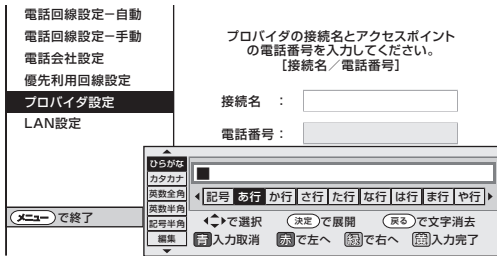 電話回線設定−自動
電話回線設定−手動
電話会社設定
優先利用回線設定
プロバイダ設定
LAN設定
メニュー で終了
プロバイダの接続名とアクセスポイント
の電話番号を入力してください。
［接続名／電話番号］
接続名 ：
電話番号：
ひらがな
カタカナ
英数全角
英数半角
記号半角
編集
記号 あ行 か行 さ行 た行 な行 は行 ま行 や行
で選択 決定 で展開 戻る で文字消去
青 入力取消 赤 で左へ 緑 で右へ 黄 入力完了